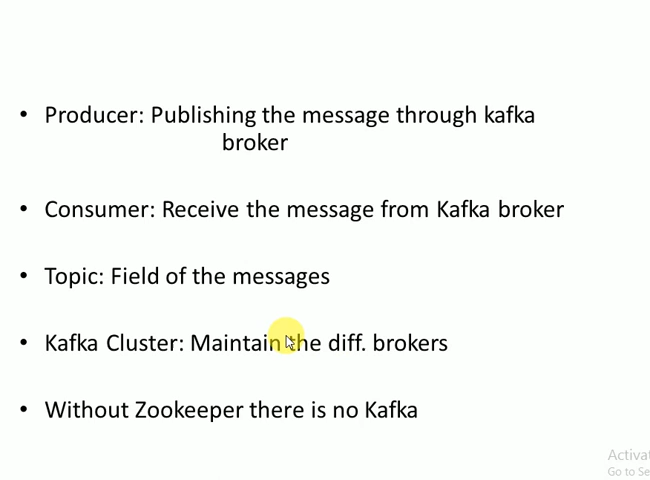 • Producer: Publishing the message through kafka
broker
• Consumer: Receive the message from Kafka broker
• Topic: Field of the messages
• Kafka Cluster: Maintain the diff. brokers
• Without Zookeeper there is no Kafka
Activat
Go to Se